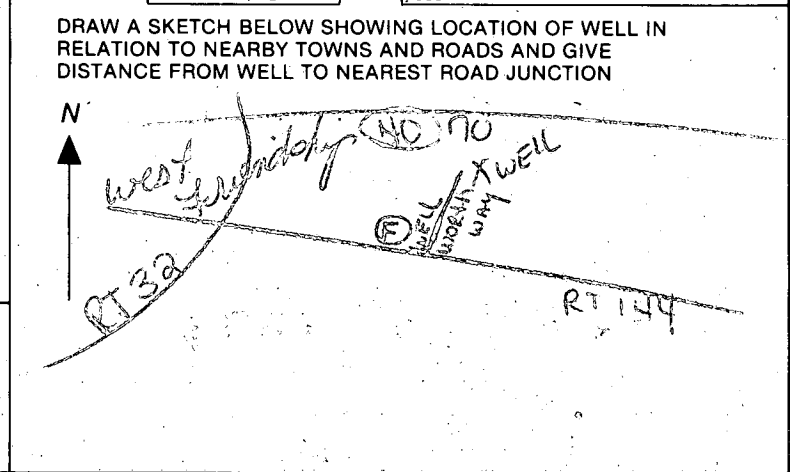 DRAW A SKETCH BELOW SHOWING LOCATION OF WELL IN
RELATION TO NEARBY TOWNS AND ROADS AND GIVE
DISTANCE FROM WELL TO NEAREST ROAD JUNCTION
N
West Friendship
NO 70
X WELL
F
WELL
WORTH
WAY
RT 32
RT 144